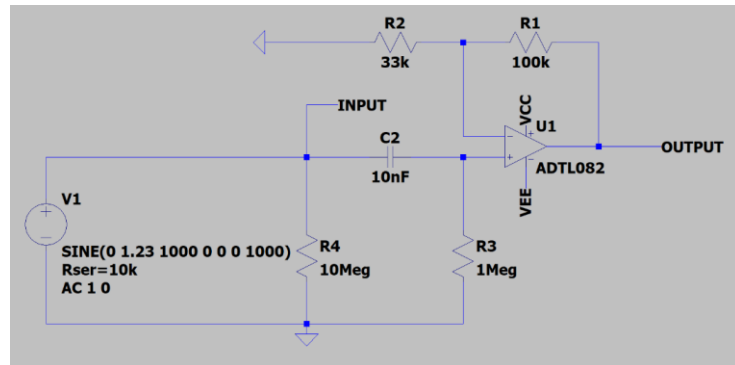 R2
33k
R1
100k
INPUT
VCC
U1
C2
10nF
ADTL082
OUTPUT
VEE
V1
SINE(0 1.23 1000 0 0 0 1000)
Rser=10k
AC 1 0
R4
10Meg
R3
1Meg